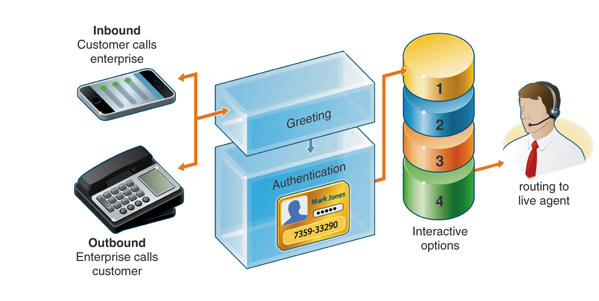 Inbound
Customer calls
enterprise
Outbound
Enterprise calls
customer
Greeting
Authentication
Mark Jones
7359-33290
1
2
3
4
Interactive
options
routing to
live agent